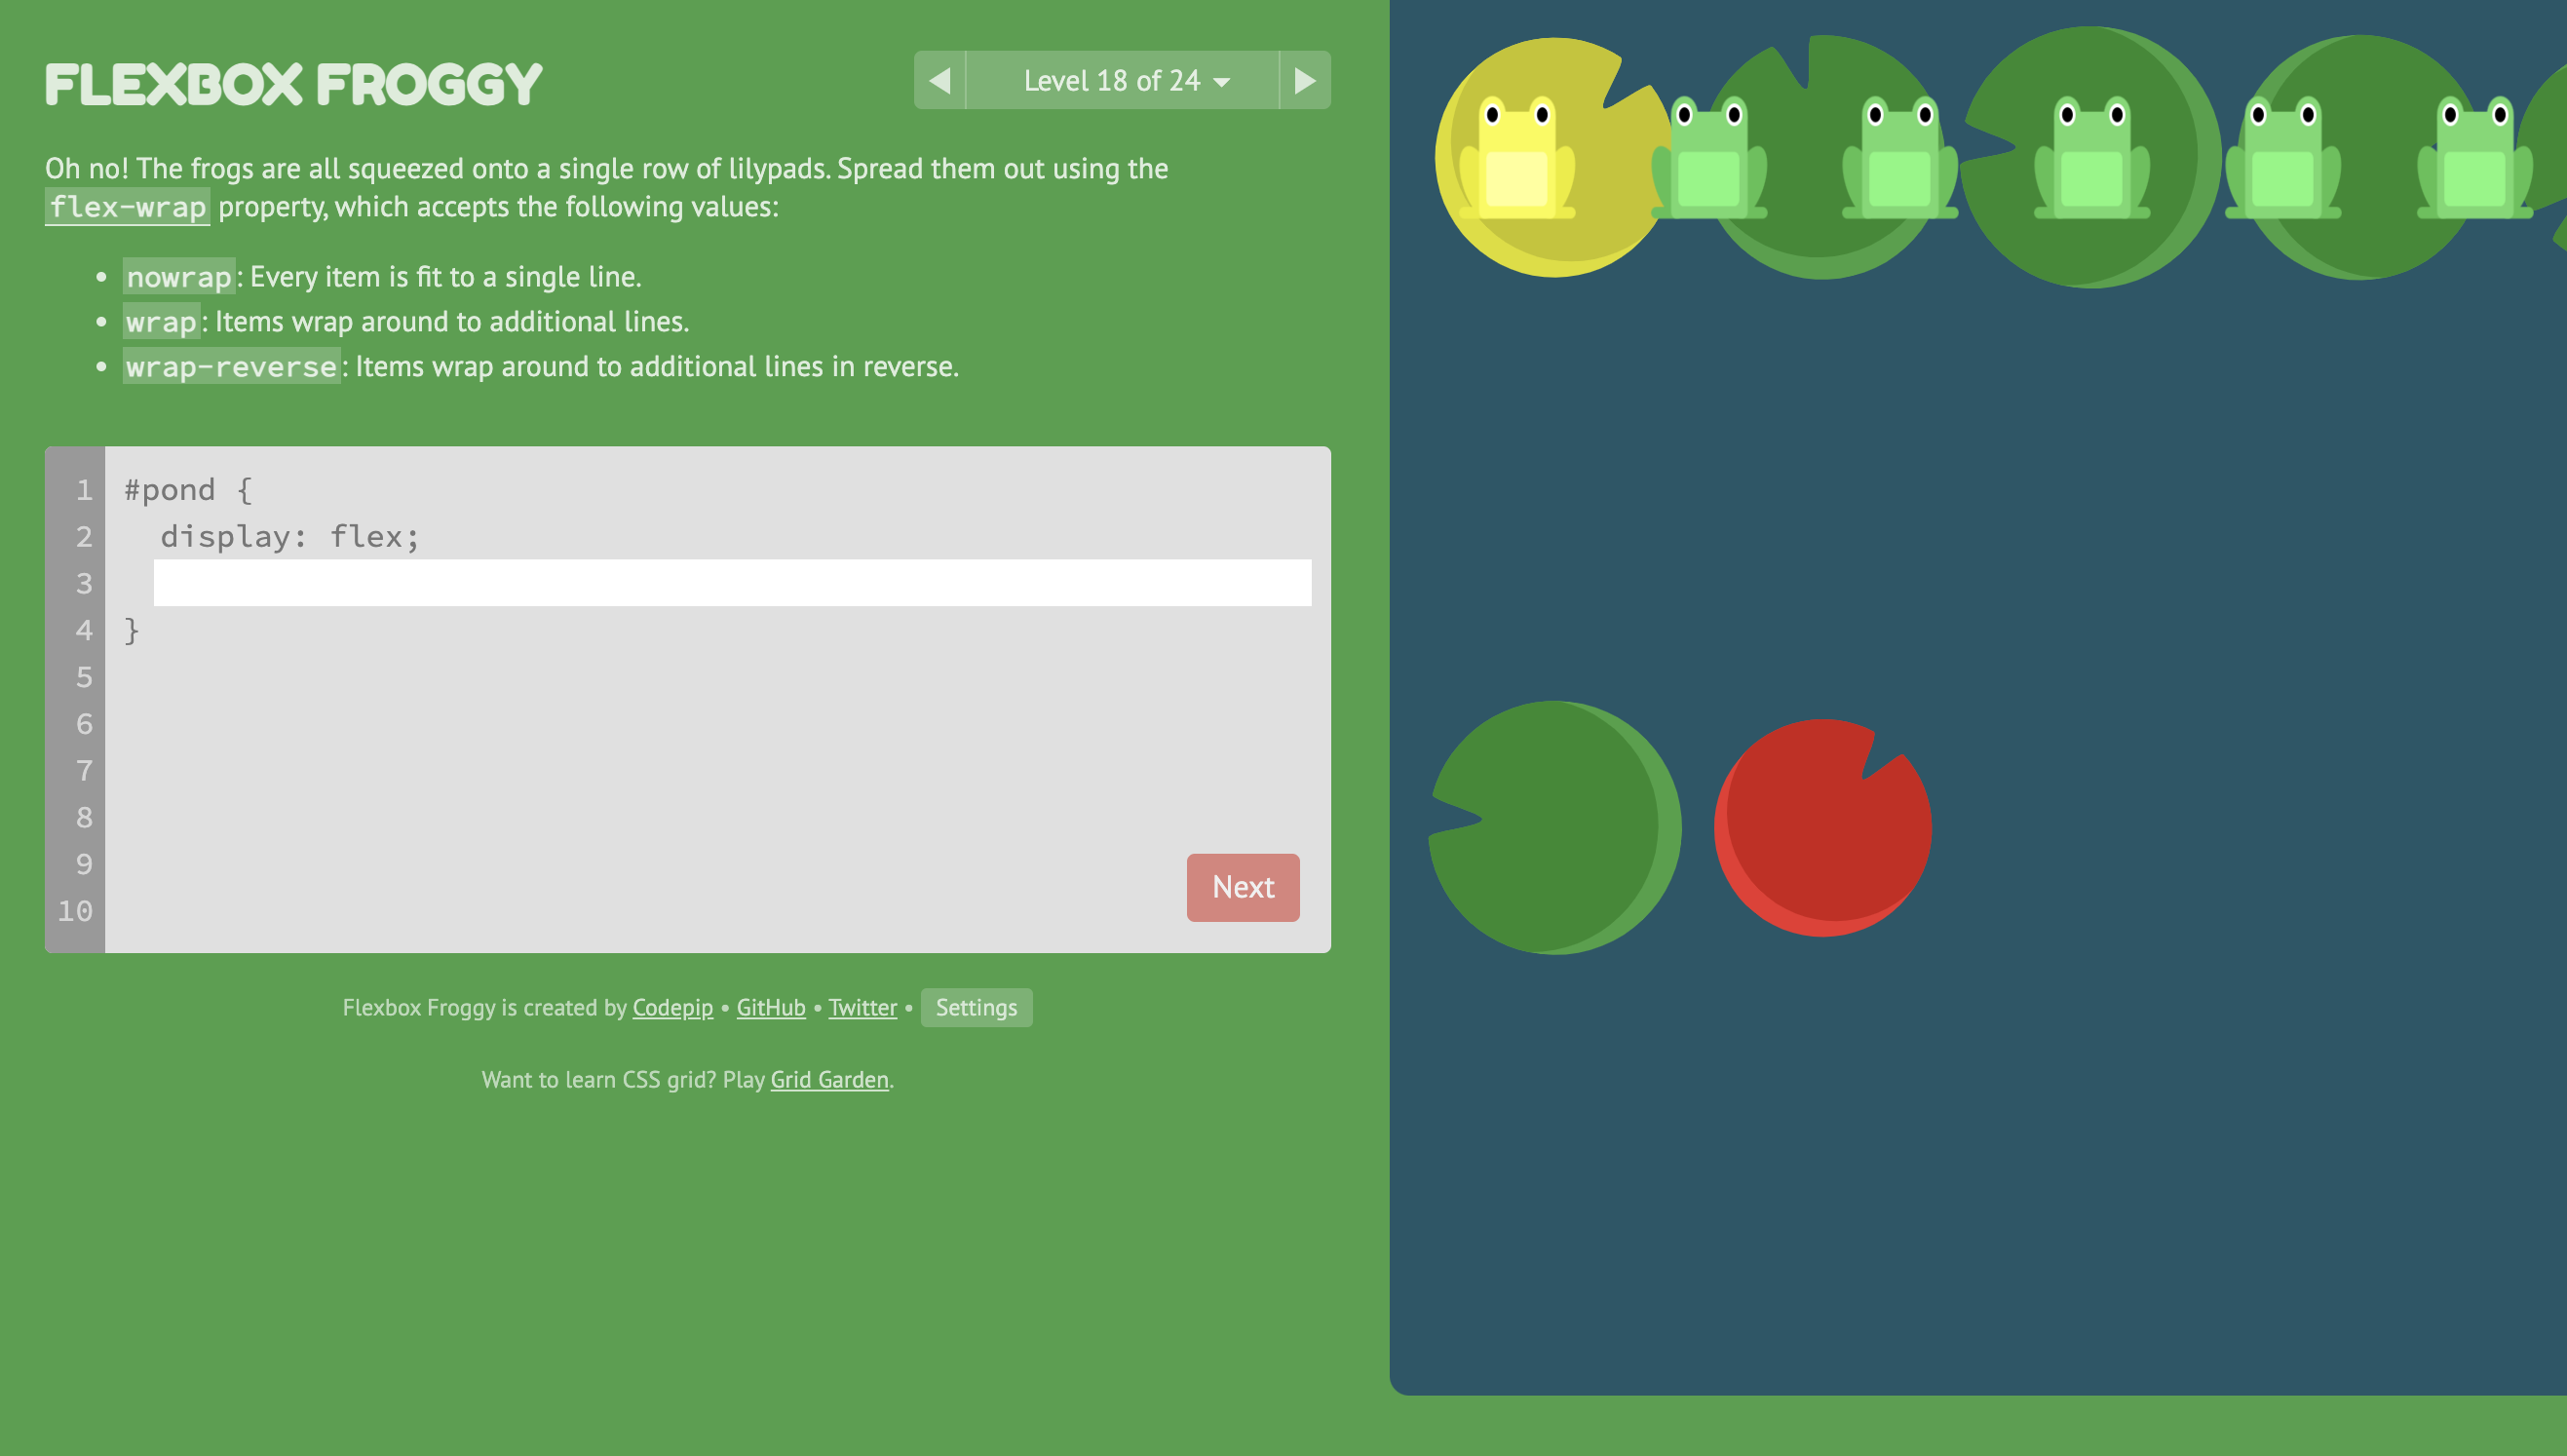 FLEXBOX FROGGY
Level 18 of 24
Oh no! The frogs are all squeezed onto a single row of lilypads. Spread them out using the
flex-wrap property, which accepts the following values:
nowrap: Every item is fit to a single line.
wrap: Items wrap around to additional lines.
wrap-reverse: Items wrap around to additional lines in reverse.
1 #pond {
2 display: flex;
3
4 }
5
6
7
8
9
10
Next
Flexbox Froggy is created by Codepip • GitHub • Twitter • Settings
Want to learn CSS grid? Play Grid Garden.